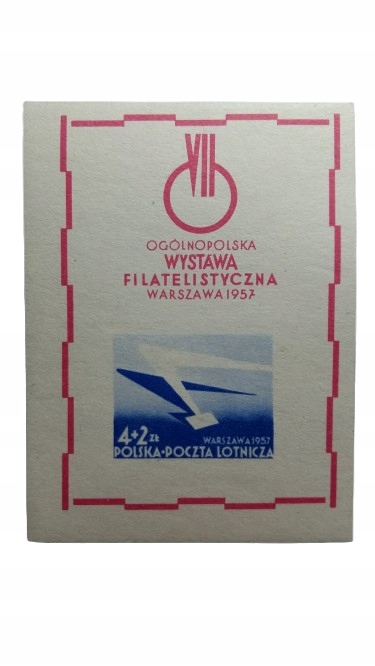 VII
OGÓLNOPOLSKA
WYSTAWA
FILATELISTYCZNA
WARSZAWA 1957
4+2 ZŁ
WARSZAWA 1957
POLSKA·POCZTA LOTNICZA